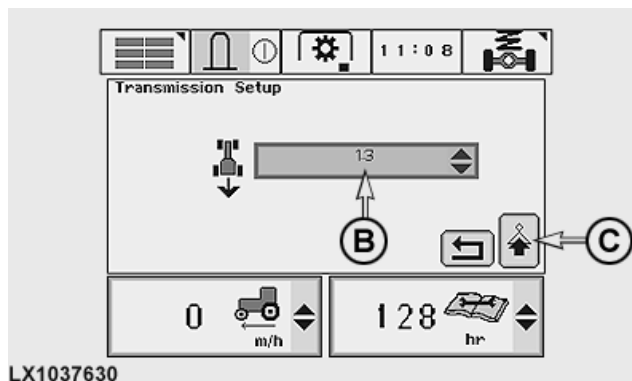 11:08
Transmission Setup
13
B
C
0 m/h
128 hr
LX1037630